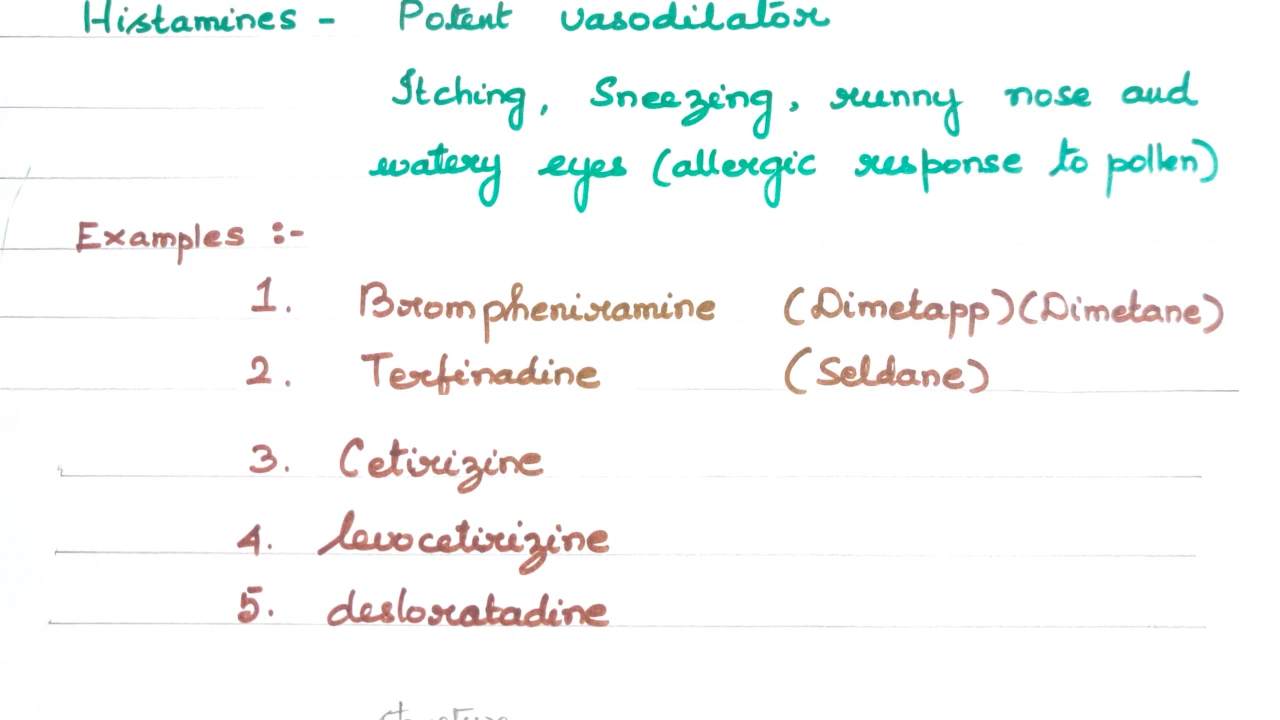 Histamines - Potent vasodilator
Itching, Sneezing, runny nose and
watery eyes (allergic response to pollen)
Examples :-
1. Brompheniramine (Dimetapp)(Dimetane)
2. Terfinadine (Seldane)
3. Cetirizine
4. levocetirizine
5. desloratadine